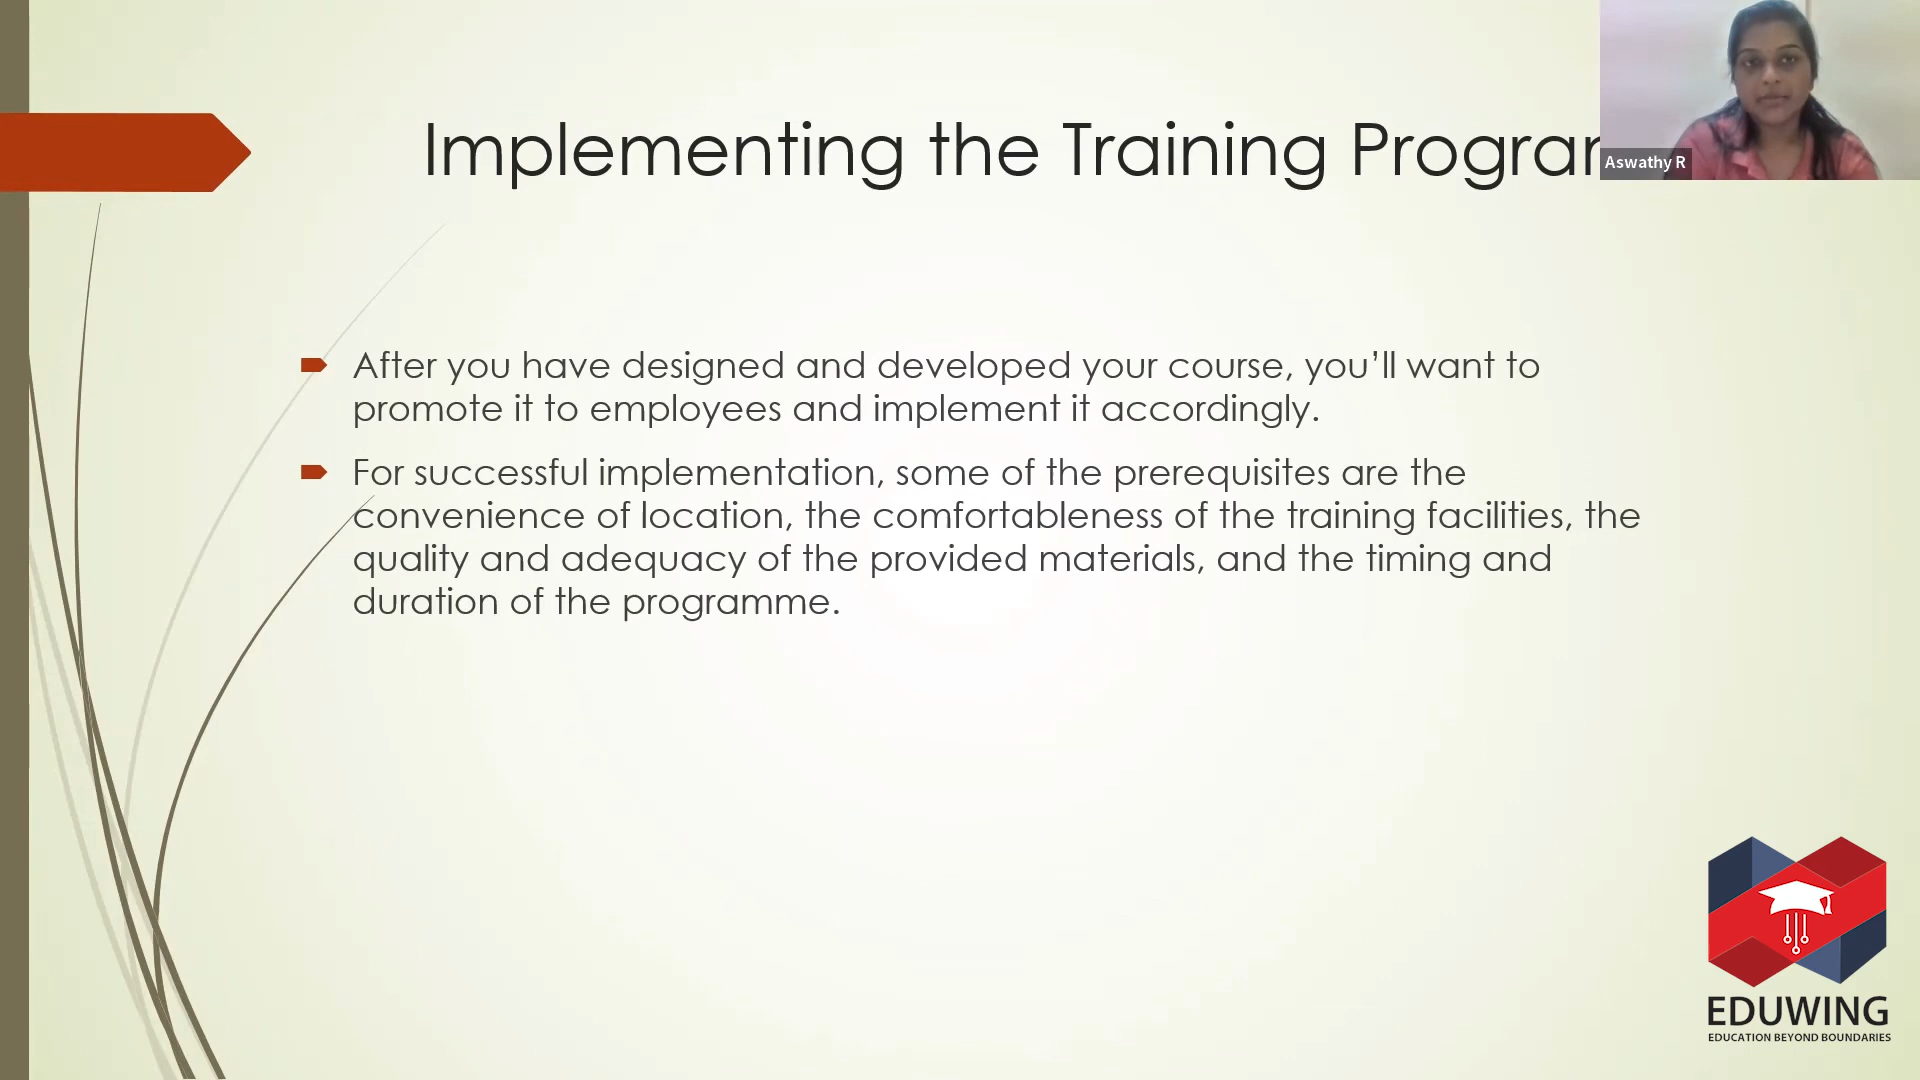 Implementing the Training
Aswathy R
After you have designed and developed your course, you’ll want to
promote it to employees and implement it accordingly.
For successful implementation, some of the prerequisites are the
convenience of location, the comfortableness of the training facilities, the
quality and adequacy of the provided materials, and the timing and
duration of the programme.
EDUWING
EDUCATION BEYOND BOUNDARIES